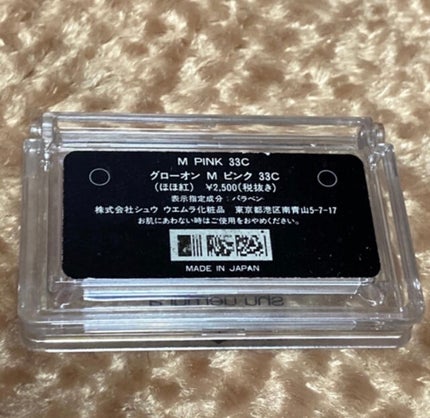 M PINK 33C
グローオン M ピンク 33C
(ほほ紅) ¥2,500(税抜き)
表示指定成分：パラベン
株式会社シュウ ウエムラ化粧品 東京都港区南青山5-7-17
お肌にあわない時はご使用をおやめください。
MADE IN JAPAN
shu uemura